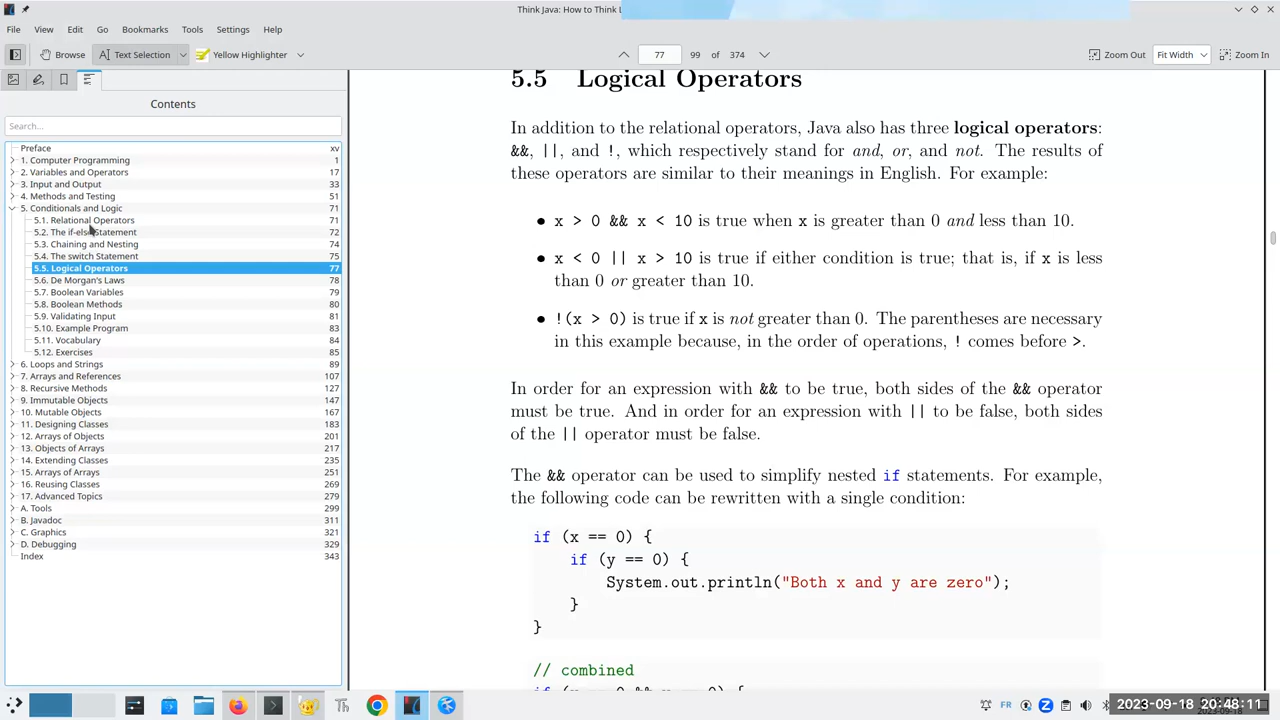 Think Java: How to Think L
File View Edit Go Bookmarks Tools Settings Help
Browse Text Selection Yellow Highlighter 77 99 of 374 Zoom Out Fit Width Zoom In
Contents
Search...
Preface xv
1. Computer Programming 1
2. Variables and Operators 17
3. Input and Output 33
4. Methods and Testing 51
5. Conditionals and Logic 71
5.1. Relational Operators 71
5.2. The if-else Statement 72
5.3. Chaining and Nesting 74
5.4. The switch Statement 75
5.5. Logical Operators 77
5.6. De Morgan's Laws 78
5.7. Boolean Variables 79
5.8. Boolean Methods 80
5.9. Validating Input 81
5.10. Example Program 83
5.11. Vocabulary 84
5.12. Exercises 85
6. Loops and Strings 89
7. Arrays and References 107
8. Recursive Methods 127
9. Immutable Objects 147
10. Mutable Objects 167
11. Designing Classes 183
12. Arrays of Objects 201
13. Objects of Arrays 217
14. Extending Classes 235
15. Arrays of Arrays 251
16. Reusing Classes 269
17. Advanced Topics 279
A. Tools 299
B. Javadoc 311
C. Graphics 321
D. Debugging 329
Index 343
5.5 Logical Operators
In addition to the relational operators, Java also has three logical operators:
&&, ||, and !, which respectively stand for and, or, and not. The results of
these operators are similar to their meanings in English. For example:
• x > 0 && x < 10 is true when x is greater than 0 and less than 10.
• x < 0 || x > 10 is true if either condition is true; that is, if x is less
than 0 or greater than 10.
• !(x > 0) is true if x is not greater than 0. The parentheses are necessary
in this example because, in the order of operations, ! comes before >.
In order for an expression with && to be true, both sides of the && operator
must be true. And in order for an expression with || to be false, both sides
of the || operator must be false.
The && operator can be used to simplify nested if statements. For example,
the following code can be rewritten with a single condition:
if (x == 0) {
if (y == 0) {
System.out.println("Both x and y are zero");
}
}
// combined
FR
2023-09-18 20:48:11